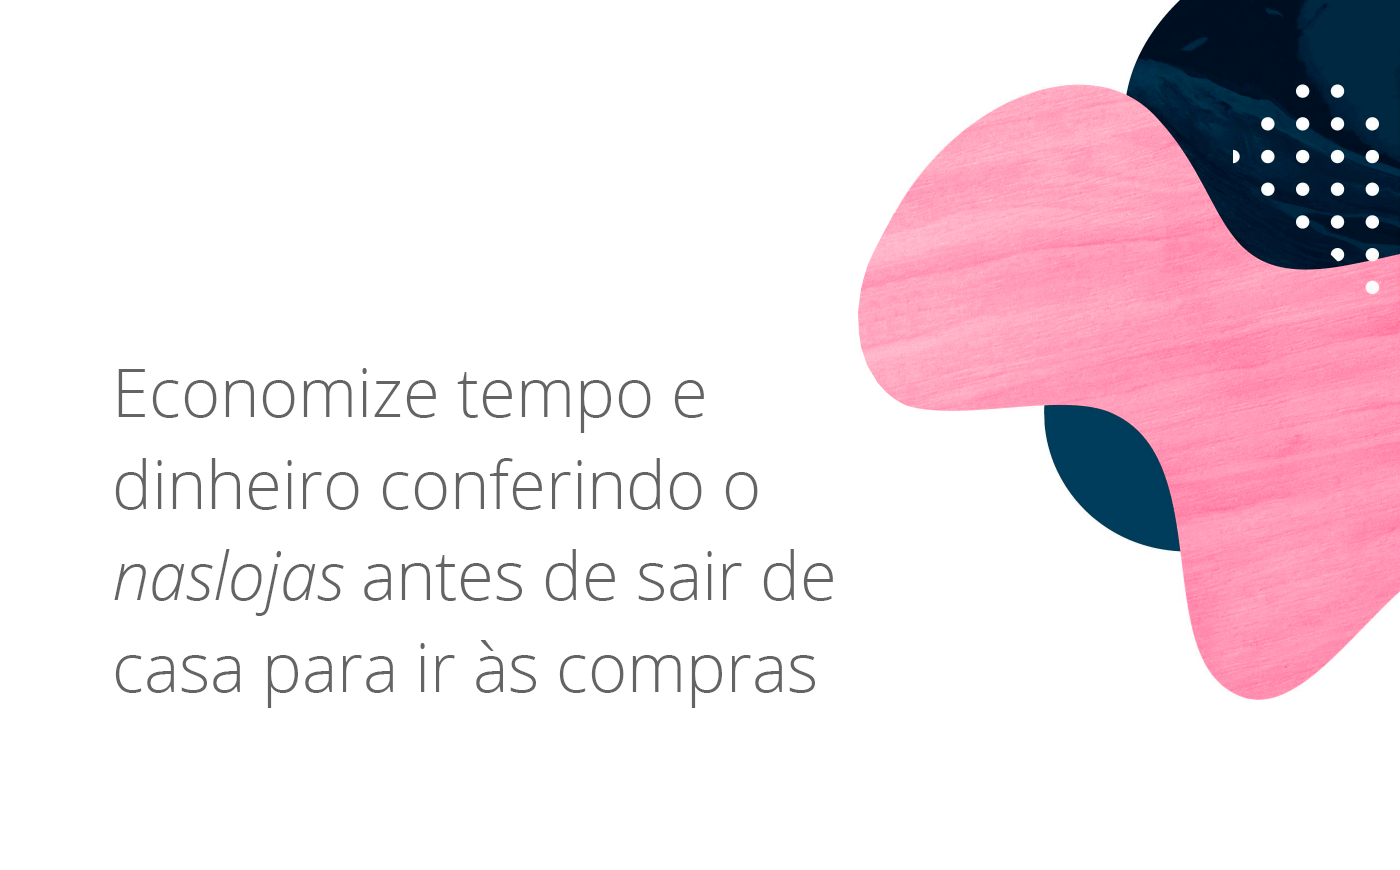 Economize tempo e
dinheiro conferindo o
naslojas antes de sair de
casa para ir às compras